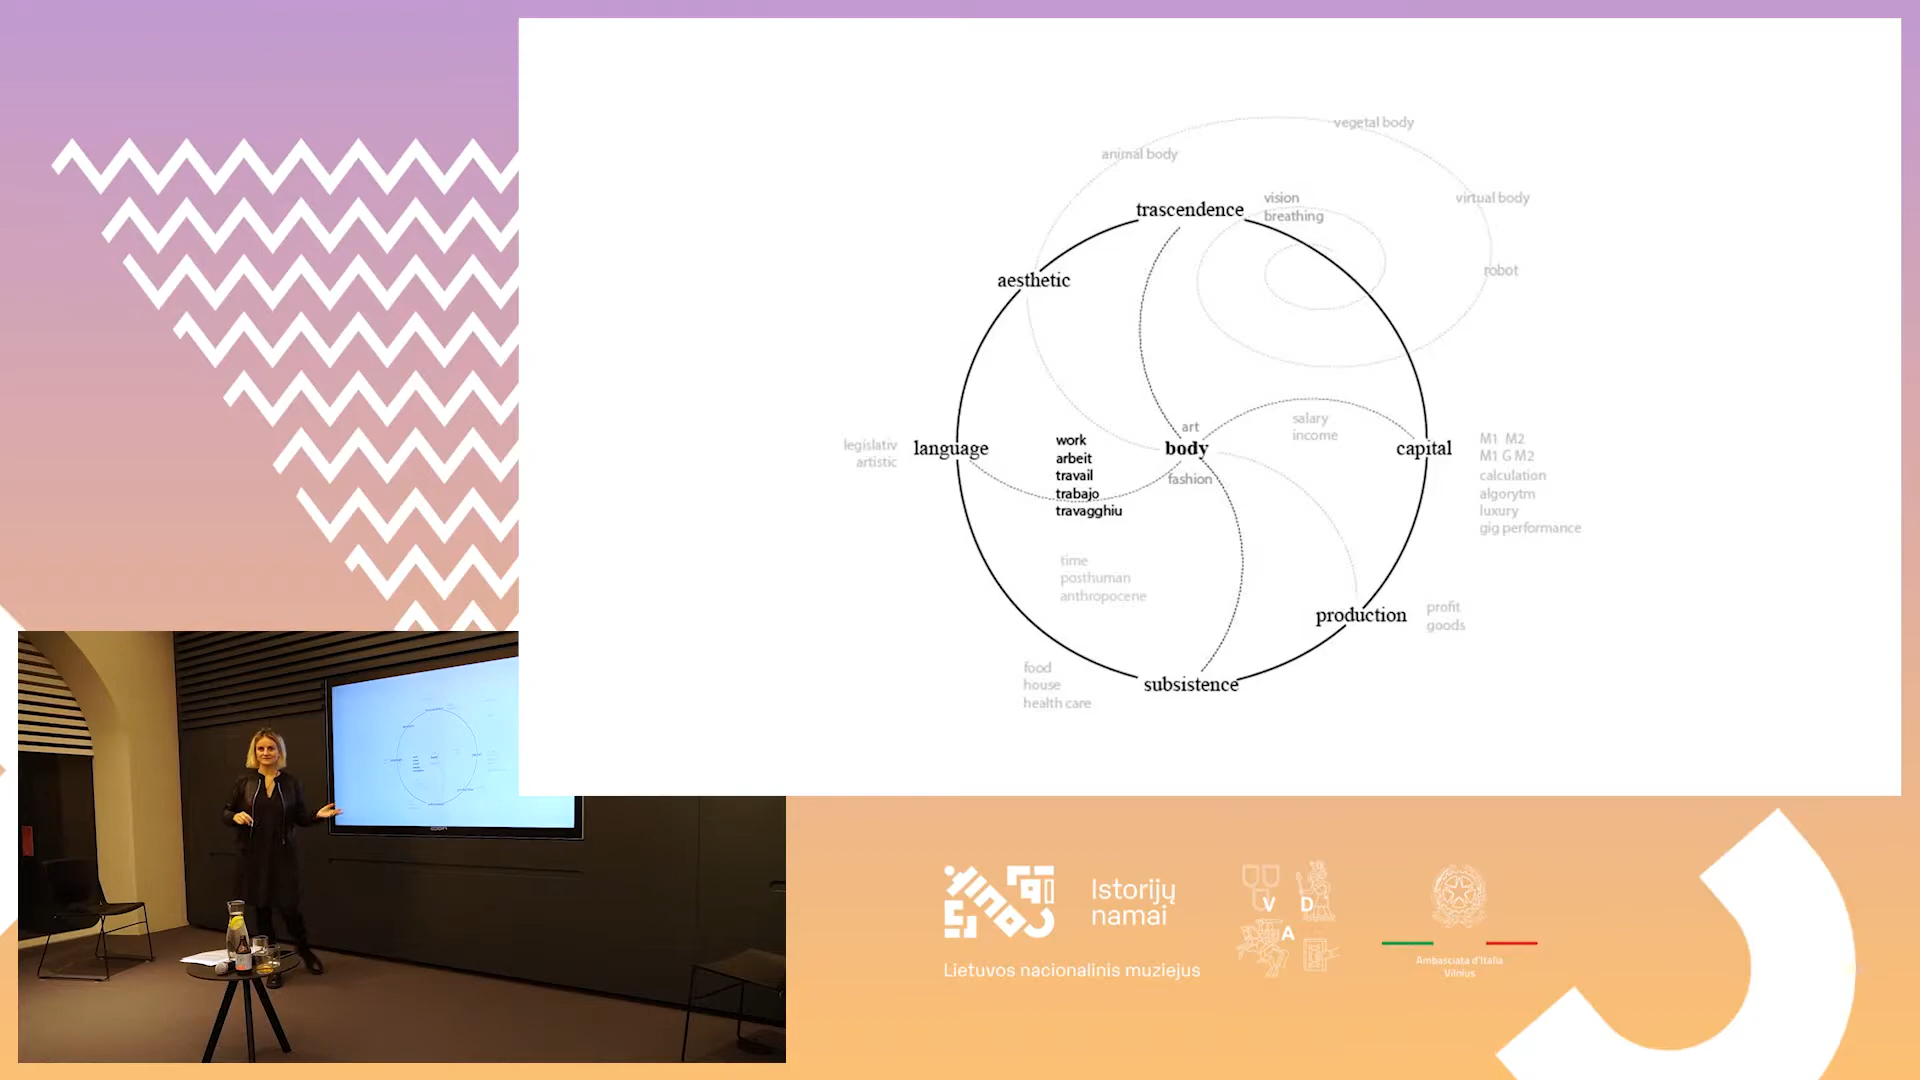 vegetal body
animal body
vision
virtual body
trascendence
breathing
robot
aesthetic
art
salary
income
legislativ
artistic
language
work
arbeit
travail
trabajo
travagghiu
body
fashion
capital
M1 M2
M1 G M2
calculation
algorytm
luxury
gig performance
time
posthuman
anthropocene
production
profit
goods
food
house
health care
subsistence
Istorijų
namai
Lietuvos nacionalinis muziejus
V D
A
Ambasciata d'Italia
Vilnius